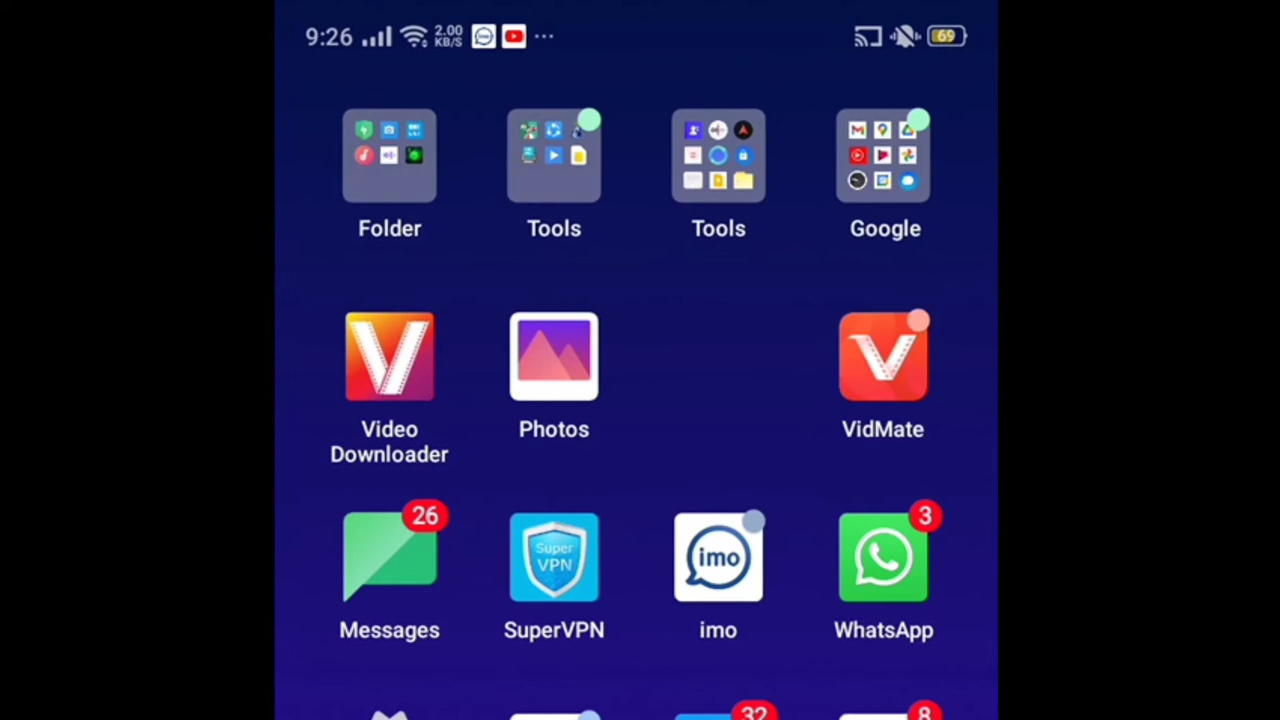 9:26 2.00 KB/S 69
Folder Tools Tools Google
Video Downloader Photos VidMate
26 3
Super VPN imo
Messages SuperVPN imo WhatsApp
32 8